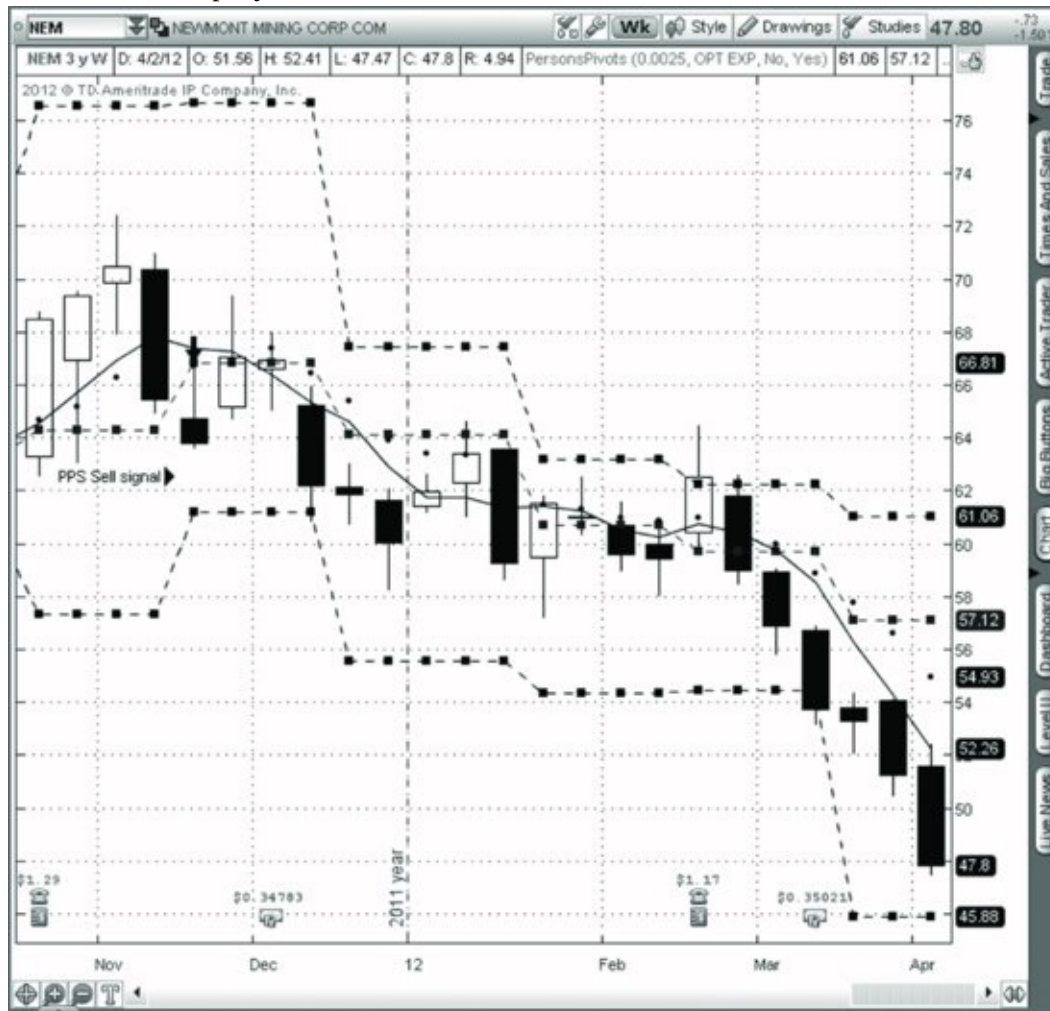 NEM NEWMONT MINING CORP COM Wk Style Drawings Studies 47.80 -.73
NEM 3 y W D: 4/2/12 O: 51.56 H: 52.41 L: 47.47 C: 47.8 R: 4.94 PersonsPivots (0.0025, OPT EXP, No, Yes) 61.06 57.12 ..
2012 © TD Ameritrade IP Company, Inc.
76
74
72
70
68
66.81
66
64
PPS Sell signal
62
61.06
60
58
57.12
56
54.93
54
52.26
50
47.8
45.88
$1.29
$0.34783
2011 year
$1.17
$0.35021
Nov Dec 12 Feb Mar Apr
T
Trade
Times And Sales
Active Trader
Big Buttons
Chart
Dashboard
Level II
Live News